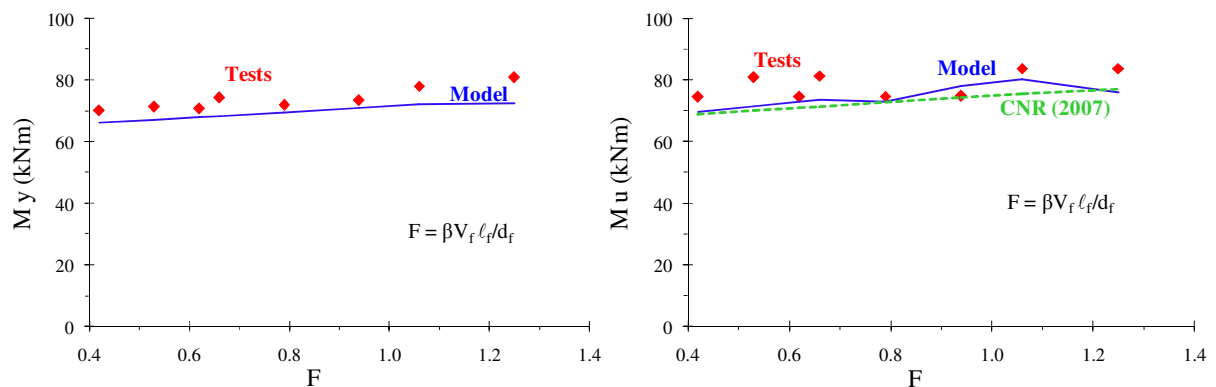 100
80
60
40
20
0
0.4 0.6 0.8 1.0 1.2 1.4
My (kNm)
F
Tests
Model
F = βV_f ℓ_f/d_f
100
80
60
40
20
0
0.4 0.6 0.8 1.0 1.2 1.4
Mu (kNm)
F
Tests
Model
CNR (2007)
F = βV_f ℓ_f/d_f